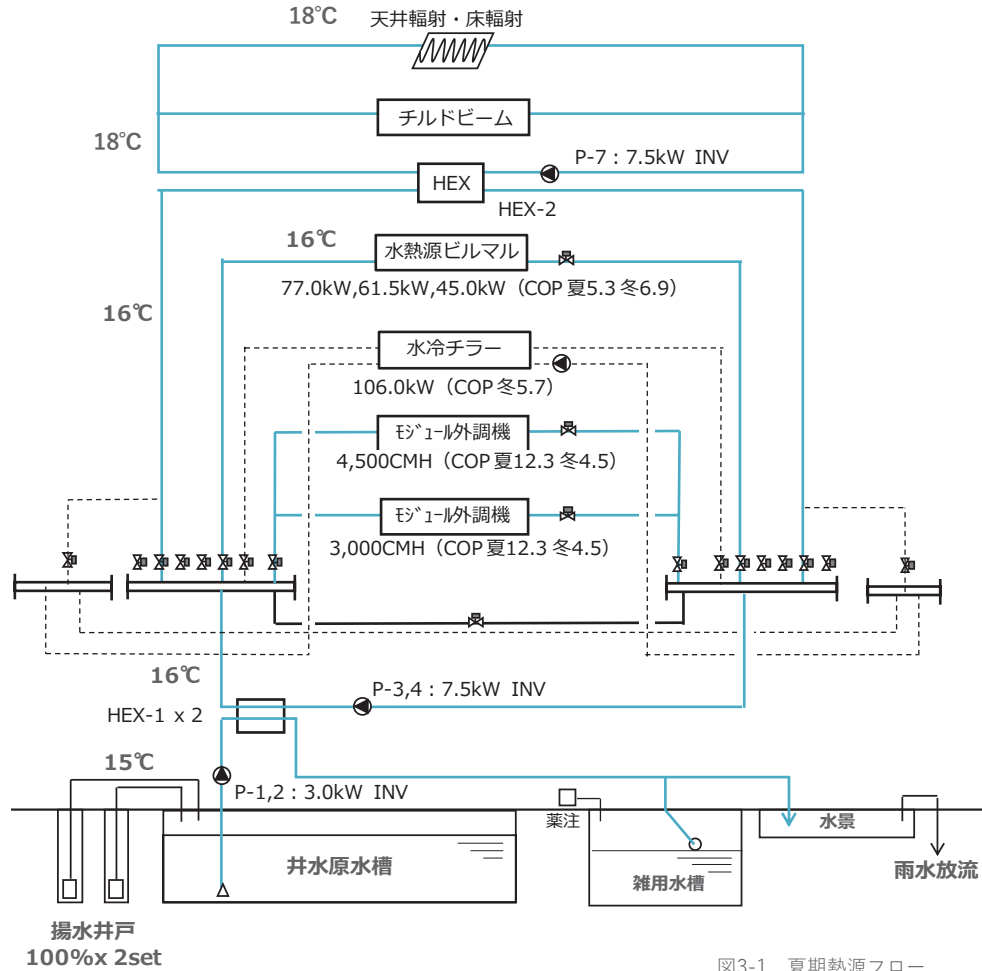 18℃
天井輻射・床輻射
チルドビーム
18℃
P-7：7.5kW INV
HEX
HEX-2
16℃
水熱源ビルマル
77.0kW,61.5kW,45.0kW（COP 夏5.3 冬6.9）
16℃
水冷チラー
106.0kW（COP 冬5.7）
ﾓｼﾞｭｰﾙ外調機
4,500CMH（COP 夏12.3 冬4.5）
ﾓｼﾞｭｰﾙ外調機
3,000CMH（COP 夏12.3 冬4.5）
16℃
P-3,4：7.5kW INV
HEX-1 x 2
15℃
P-1,2：3.0kW INV
薬注
水景
井水原水槽
雑用水槽
雨水放流
揚水井戸
100%x 2set
図3-1 夏期熱源フロー